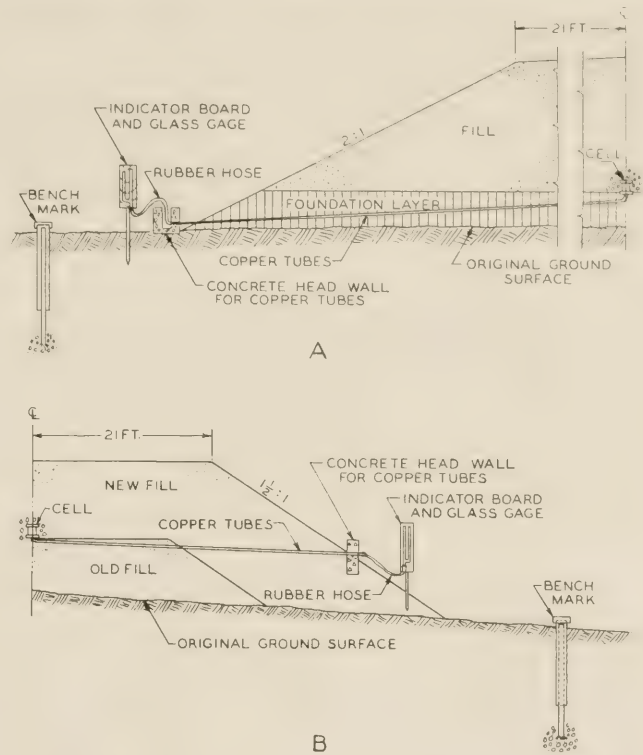 ℄
21 FT.
INDICATOR BOARD
AND GLASS GAGE
2:1
FILL
RUBBER HOSE
CELL
BENCH
MARK
FOUNDATION LAYER
COPPER TUBES
ORIGINAL GROUND
SURFACE
CONCRETE HEAD WALL
FOR COPPER TUBES
A
℄
21 FT.
CONCRETE HEAD WALL
FOR COPPER TUBES
NEW FILL
1½:1
INDICATOR BOARD
AND GLASS GAGE
CELL
COPPER TUBES
OLD FILL
RUBBER HOSE
BENCH
MARK
ORIGINAL GROUND SURFACE
B